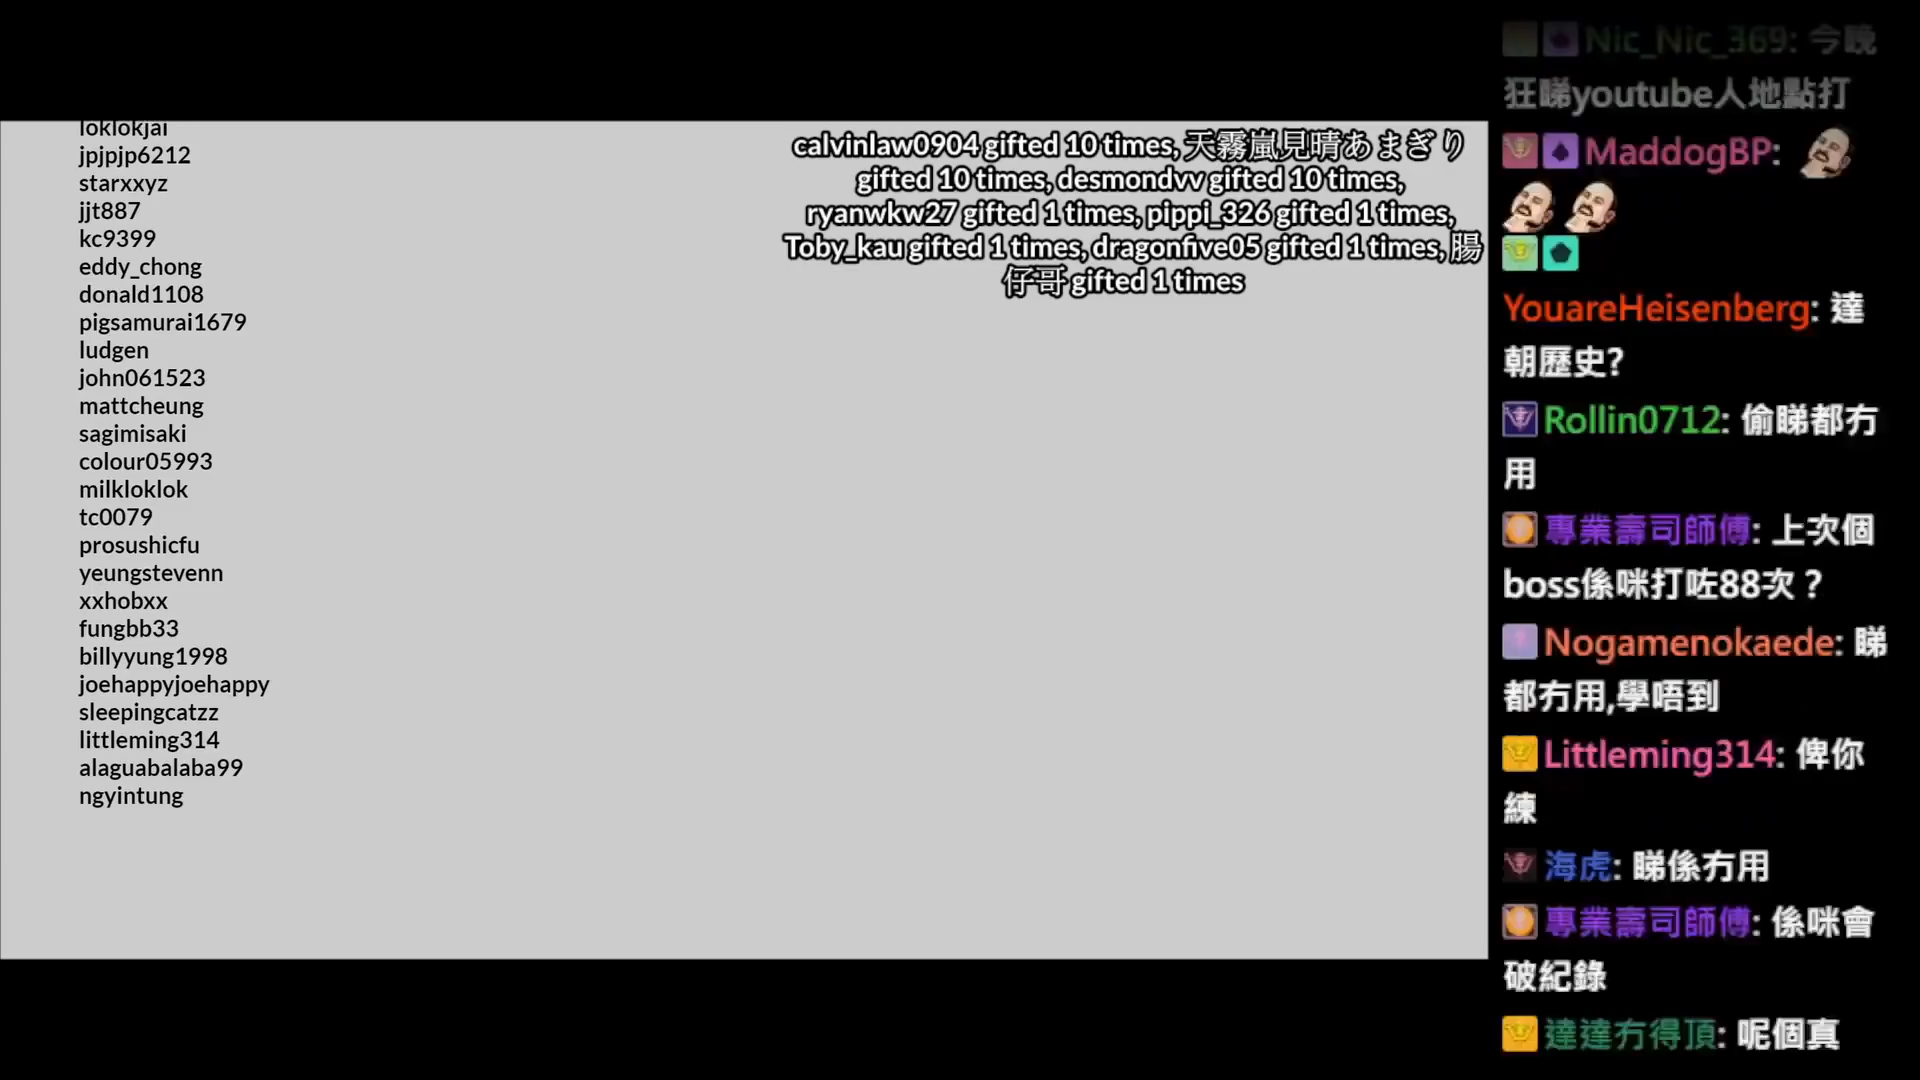 loklokjai
jpjpjp6212
starxxyz
jjt887
kc9399
eddy_chong
donald1108
pigsamurai1679
ludgen
john061523
mattcheung
sagimisaki
colour05993
milkloklok
tc0079
prosushicfu
yeungstevenn
xxhobxx
fungbb33
billyyung1998
joehappyjoehappy
sleepingcatzz
littleming314
alaguabalaba99
ngyintung
calvinlaw0904 gifted 10 times, 天霧嵐見晴あまぎり
gifted 10 times, desmondvv gifted 10 times,
ryanwkw27 gifted 1 times, pippi_326 gifted 1 times,
Toby_kau gifted 1 times, dragonfive05 gifted 1 times, 腸
仔哥 gifted 1 times
Nic_Nic_369: 今晚
狂睇youtube人地點打
MaddogBP:
YouareHeisenberg: 達
朝歷史?
Rollin0712: 偷睇都冇
用
專業壽司師傅: 上次個
boss係咪打咗88次？
Nogamenokaede: 睇
都冇用,學唔到
Littleming314: 俾你
練
海虎: 睇係冇用
專業壽司師傅: 係咪會
破紀錄
達達冇得頂: 呢個真